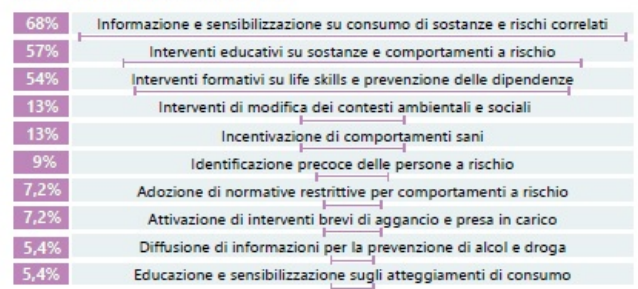 68% Informazione e sensibilizzazione su consumo di sostanze e rischi correlati
57% Interventi educativi su sostanze e comportamenti a rischio
54% Interventi formativi su life skills e prevenzione delle dipendenze
13% Interventi di modifica dei contesti ambientali e sociali
13% Incentivazione di comportamenti sani
9% Identificazione precoce delle persone a rischio
7,2% Adozione di normative restrittive per comportamenti a rischio
7,2% Attivazione di interventi brevi di aggancio e presa in carico
5,4% Diffusione di informazioni per la prevenzione di alcol e droga
5,4% Educazione e sensibilizzazione sugli atteggiamenti di consumo